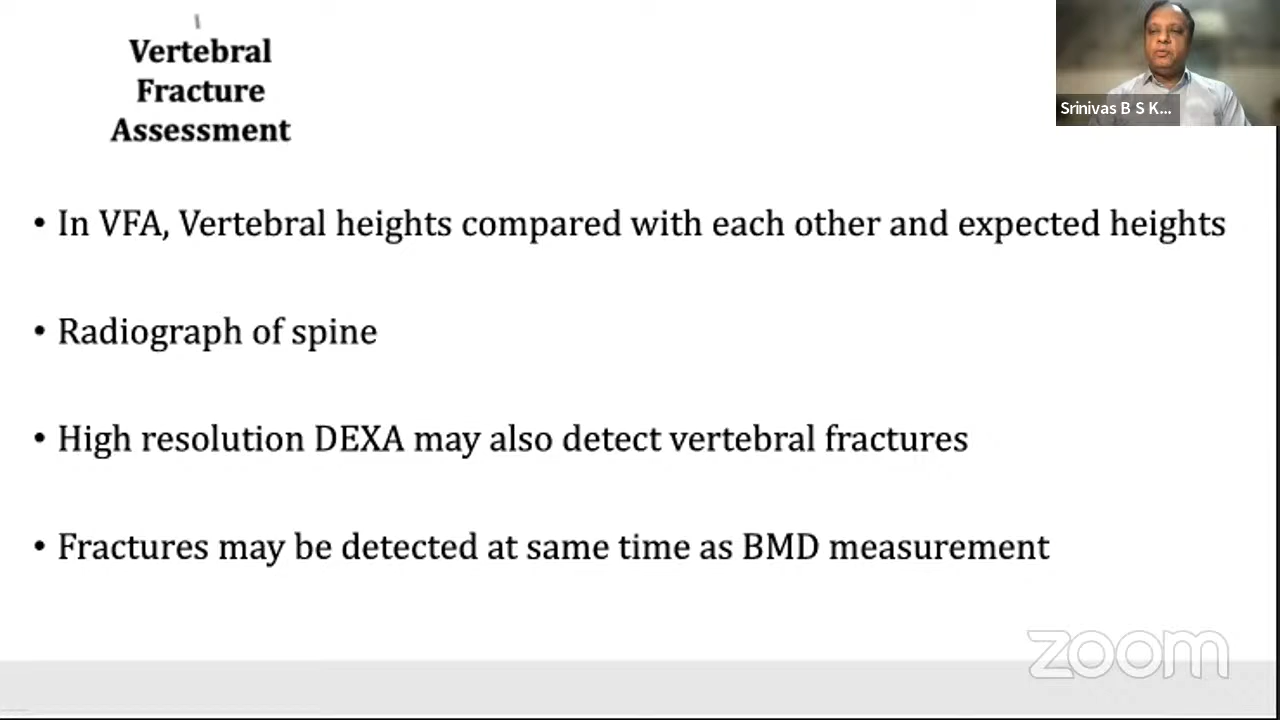 Vertebral
Fracture
Assessment
Srinivas B S K...
• In VFA, Vertebral heights compared with each other and expected heights
• Radiograph of spine
• High resolution DEXA may also detect vertebral fractures
• Fractures may be detected at same time as BMD measurement
zoom